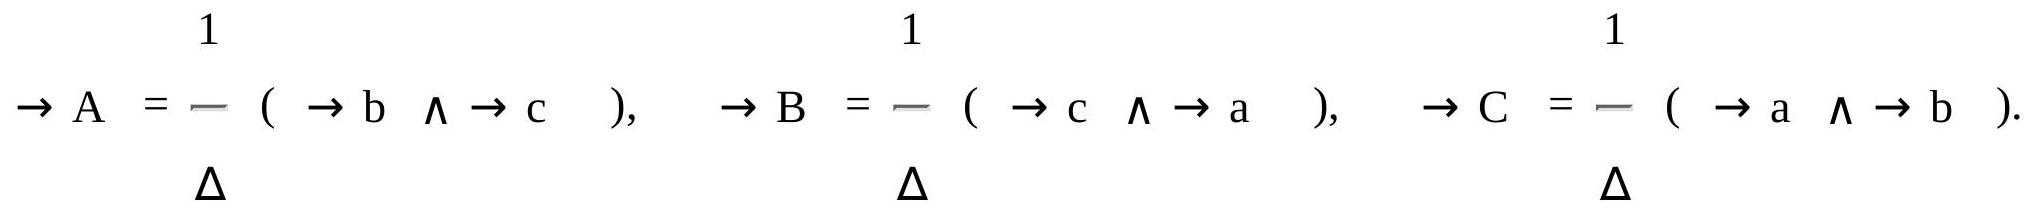 1 1 1
→ A = — ( → b ∧ → c ), → B = — ( → c ∧ → a ), → C = — ( → a ∧ → b ).
Δ Δ Δ